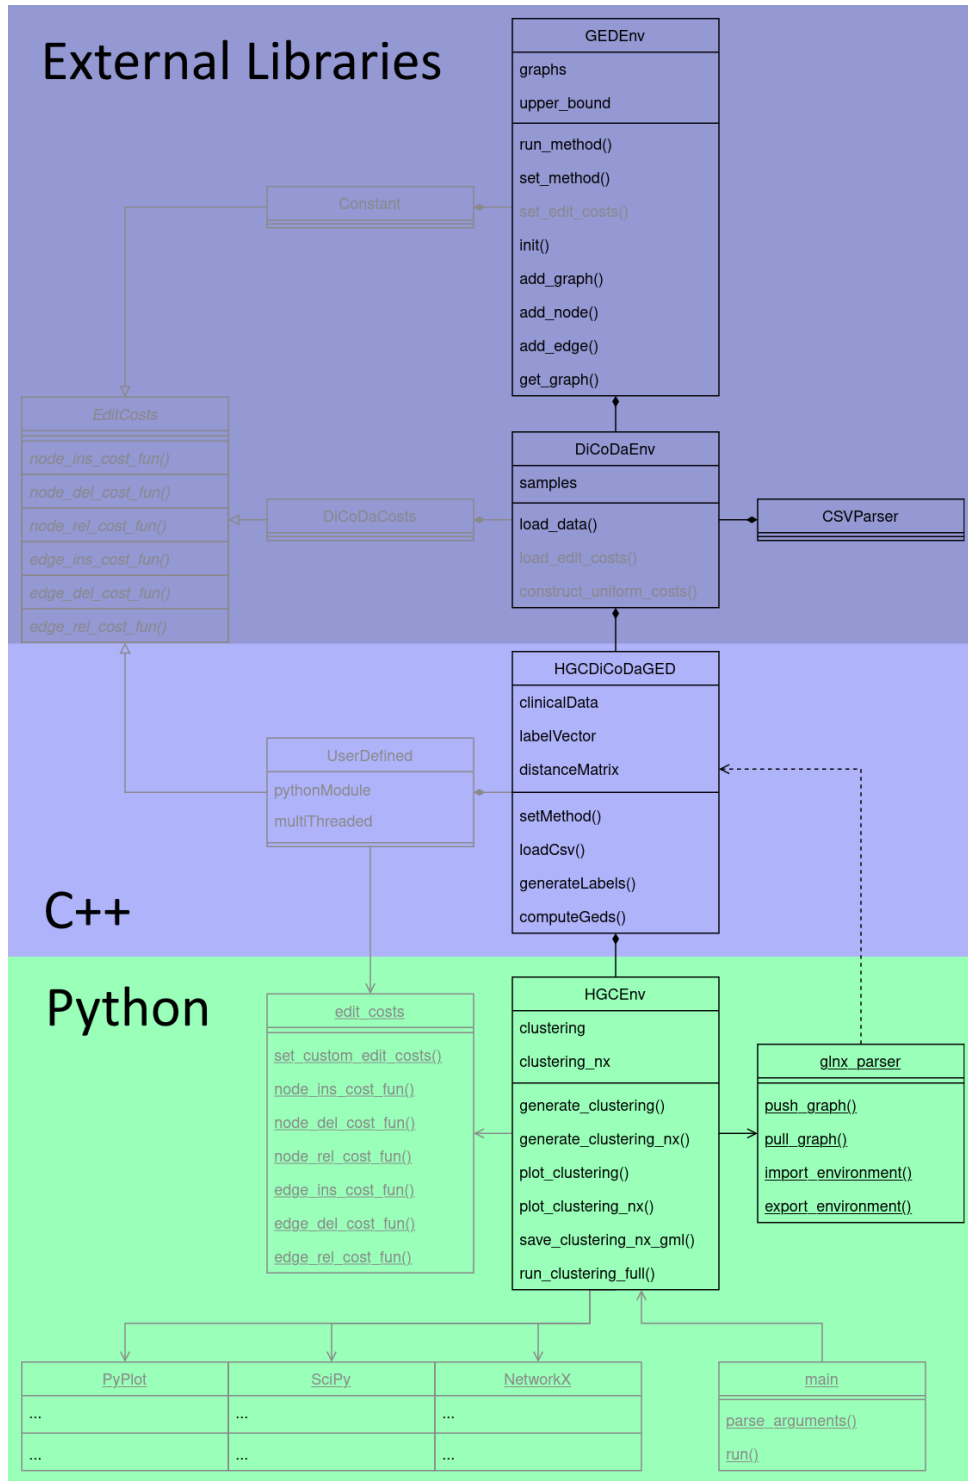 External Libraries
GEDEnv
graphs
upper_bound
run_method()
set_method()
set_edit_costs()
init()
add_graph()
add_node()
add_edge()
get_graph()
Constant
EditCosts
node_ins_cost_fun()
node_del_cost_fun()
node_rel_cost_fun()
edge_ins_cost_fun()
edge_del_cost_fun()
edge_rel_cost_fun()
DiCoDaCosts
DiCoDaEnv
samples
load_data()
load_edit_costs()
construct_uniform_costs()
CSVParser
C++
HGCDiCoDaGED
clinicalData
labelVector
distanceMatrix
setMethod()
loadCsv()
generateLabels()
computeGeds()
UserDefined
pythonModule
multiThreaded
Python
edit_costs
set_custom_edit_costs()
node_ins_cost_fun()
node_del_cost_fun()
node_rel_cost_fun()
edge_ins_cost_fun()
edge_del_cost_fun()
edge_rel_cost_fun()
HGCEnv
clustering
clustering_nx
generate_clustering()
generate_clustering_nx()
plot_clustering()
plot_clustering_nx()
save_clustering_nx_gml()
run_clustering_full()
glnx_parser
push_graph()
pull_graph()
import_environment()
export_environment()
PyPlot
...
...
SciPy
...
...
NetworkX
...
...
main
parse_arguments()
run()